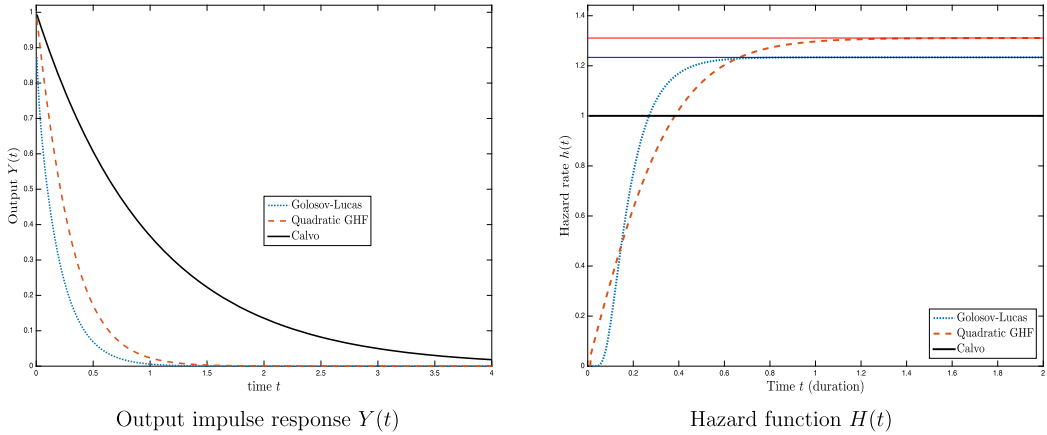 1
0.9
0.8
0.7
0.6
0.5
0.4
0.3
0.2
0.1
0
Output Y(t)
0 0.5 1 1.5 2 2.5 3 3.5 4
time t
Golosov-Lucas
Quadratic GHF
Calvo
Output impulse response Y(t)
1.4
1.2
1
0.8
0.6
0.4
0.2
0
Hazard rate h(t)
0 0.2 0.4 0.6 0.8 1 1.2 1.4 1.6 1.8 2
Time t (duration)
Golosov-Lucas
Quadratic GHF
Calvo
Hazard function H(t)